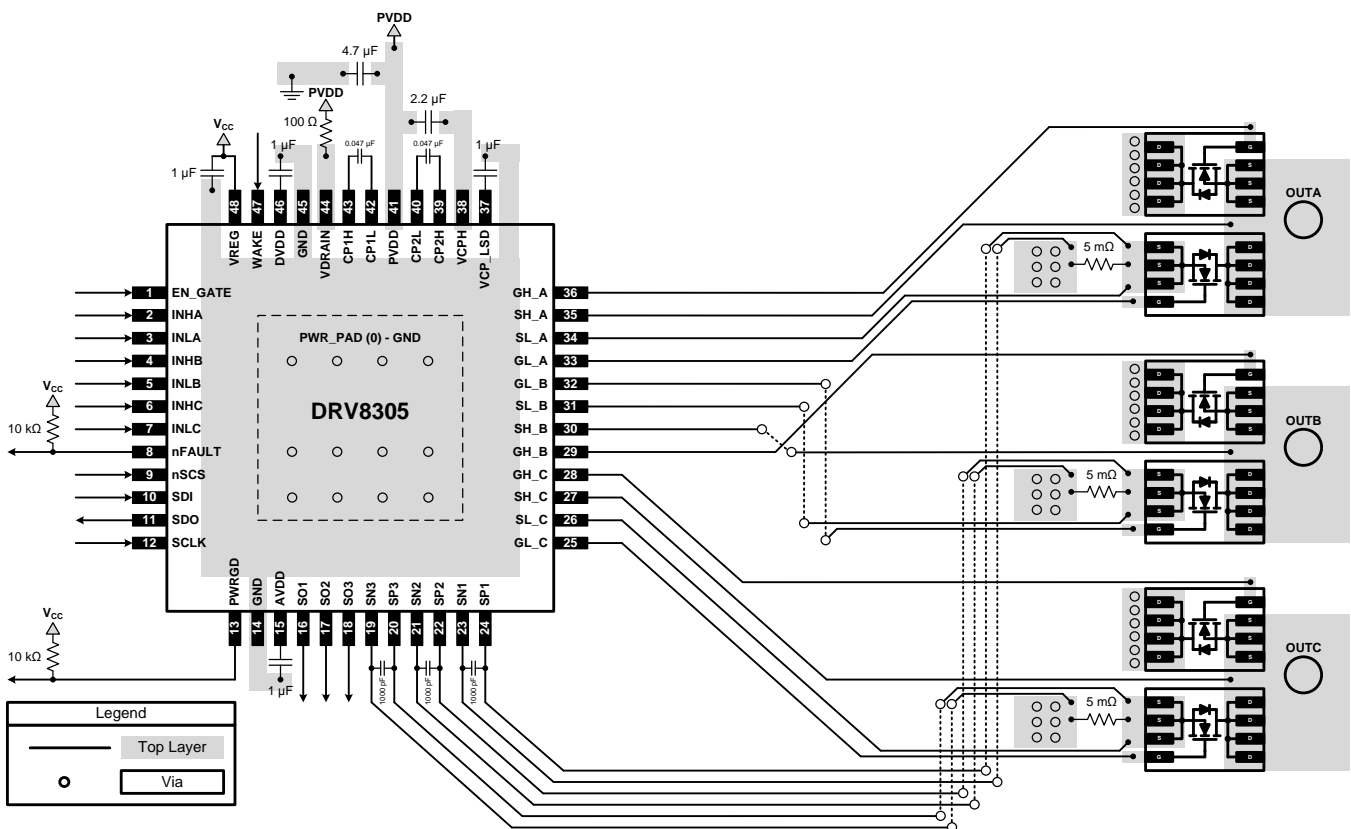 PVDD
4.7 µF
PVDD
2.2 µF
100 Ω
VCC
1 µF
1 µF
0.047 µF
0.047 µF
1 µF
48 47 46 45 44 43 42 41 40 39 38 37
VREG WAKE DVDD GND VDRAIN CP1H CP1L PVDD CP2L CP2H VCPH VCP_LSD
1 EN_GATE
2 INHA
3 INLA
4 INHB
5 INLB
6 INHC
7 INLC
8 nFAULT
9 nSCS
10 SDI
11 SDO
12 SCLK
VCC
10 kΩ
PWR_PAD (0) - GND
DRV8305
GH_A 36
SH_A 35
SL_A 34
GL_A 33
GL_B 32
SL_B 31
SH_B 30
GH_B 29
GH_C 28
SH_C 27
SL_C 26
GL_C 25
PWRGD GND AVDD SO1 SO2 SO3 SN3 SP3 SN2 SP2 SN1 SP1
13 14 15 16 17 18 19 20 21 22 23 24
VCC
10 kΩ
1 µF
1000 pF
1000 pF
1000 pF
D G
D S
D S
D S
OUTA
5 mΩ
S D
S D
S D
G D
D G
D S
D S
D S
OUTB
5 mΩ
S D
S D
S D
G D
D G
D S
D S
D S
OUTC
5 mΩ
S D
S D
S D
G D
Legend
Top Layer
Via